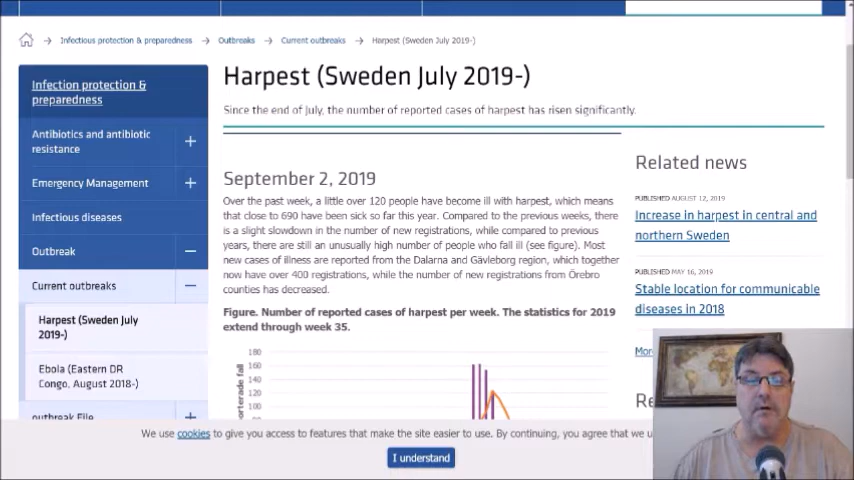 Infectious protection & preparedness → Outbreaks → Current outbreaks → Harpest (Sweden July 2019-)
Infection protection &
preparedness
Antibiotics and antibiotic
resistance
Emergency Management
Infectious diseases
Outbreak
Current outbreaks
Harpest (Sweden July
2019-)
Ebola (Eastern DR
Congo, August 2018-)
outbreak File
Harpest (Sweden July 2019-)
Since the end of July, the number of reported cases of harpest has risen significantly.
September 2, 2019
Over the past week, a little over 120 people have become ill with harpest, which means
that close to 690 have been sick so far this year. Compared to the previous weeks, there
is a slight slowdown in the number of new registrations, while compared to previous
years, there are still an unusually high number of people who fall ill (see figure). Most
new cases of illness are reported from the Dalarna and Gävleborg region, which together
now have over 400 registrations, while the number of new registrations from Örebro
counties has decreased.
Figure. Number of reported cases of harpest per week. The statistics for 2019
extend through week 35.
180
160
140
120
100
porterade fall
Related news
PUBLISHED AUGUST 12, 2019
Increase in harpest in central and
northern Sweden
PUBLISHED MAY 16, 2019
Stable location for communicable
diseases in 2018
Mor
Re
We use cookies to give you access to features that make the site easier to use. By continuing, you agree that we u
I understand